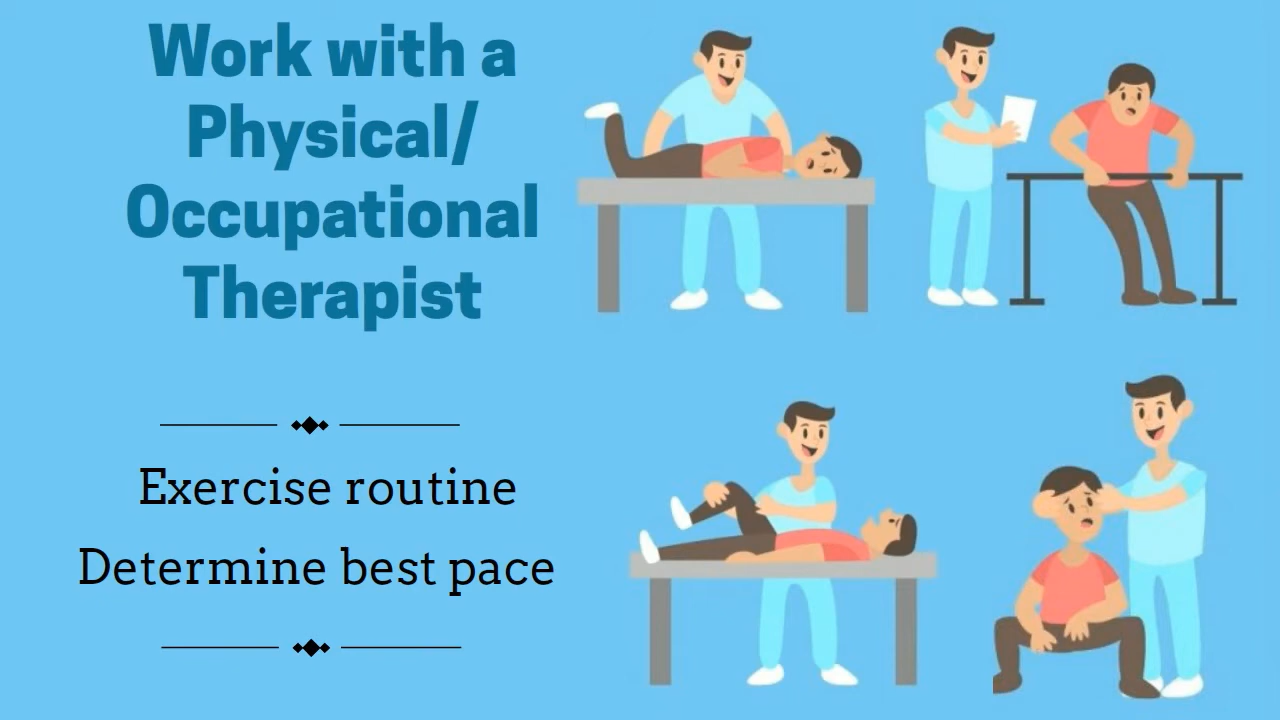 Work with a
Physical/
Occupational
Therapist
Exercise routine
Determine best pace